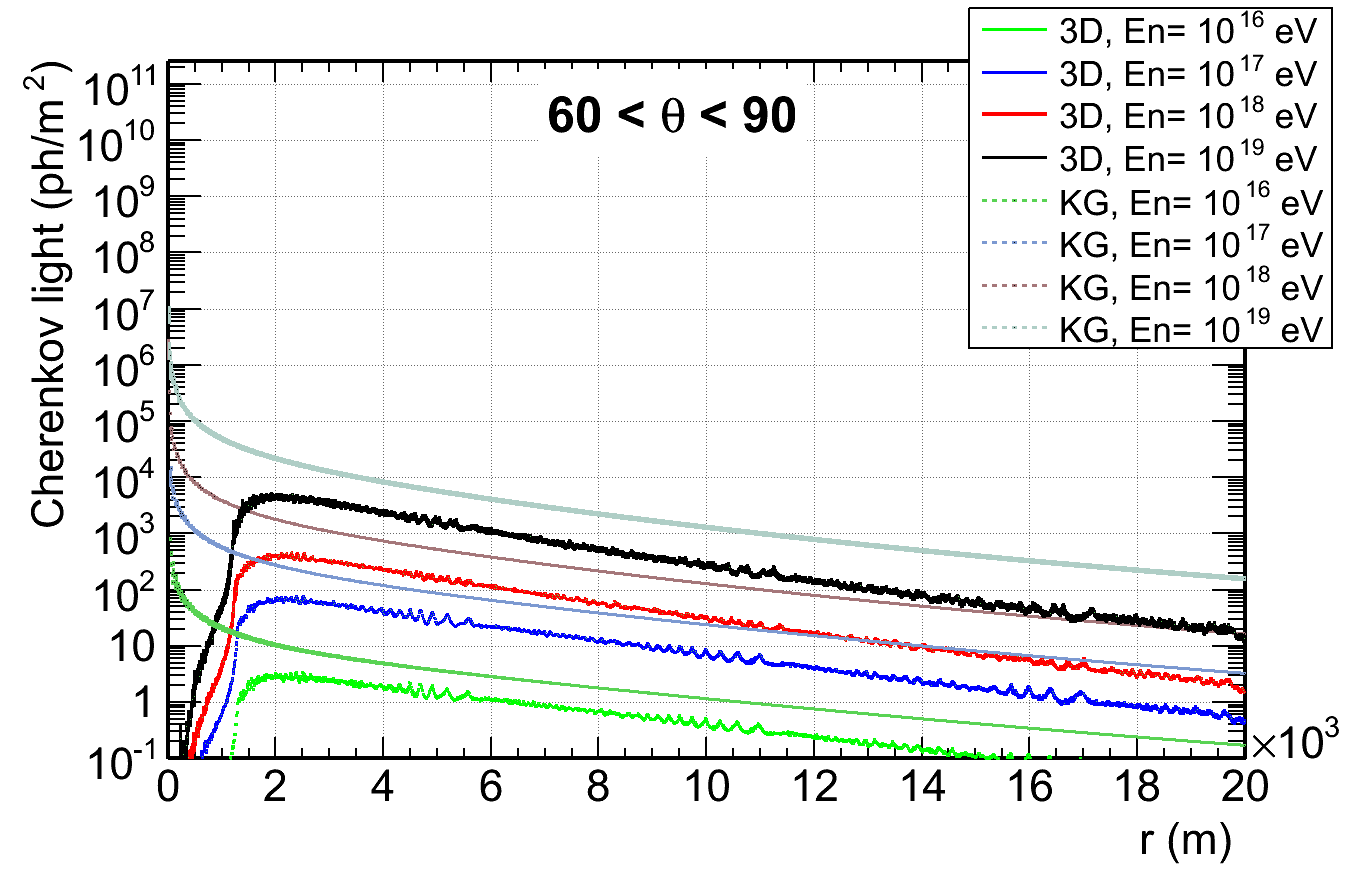 3D, En= 10^16 eV
3D, En= 10^17 eV
3D, En= 10^18 eV
3D, En= 10^19 eV
KG, En= 10^16 eV
KG, En= 10^17 eV
KG, En= 10^18 eV
KG, En= 10^19 eV
60 < θ < 90
Cherenkov light (ph/m^2)
10^11
10^10
10^9
10^8
10^7
10^6
10^5
10^4
10^3
10^2
10
1
10^-1
0 2 4 6 8 10 12 14 16 18 20
×10^3
r (m)